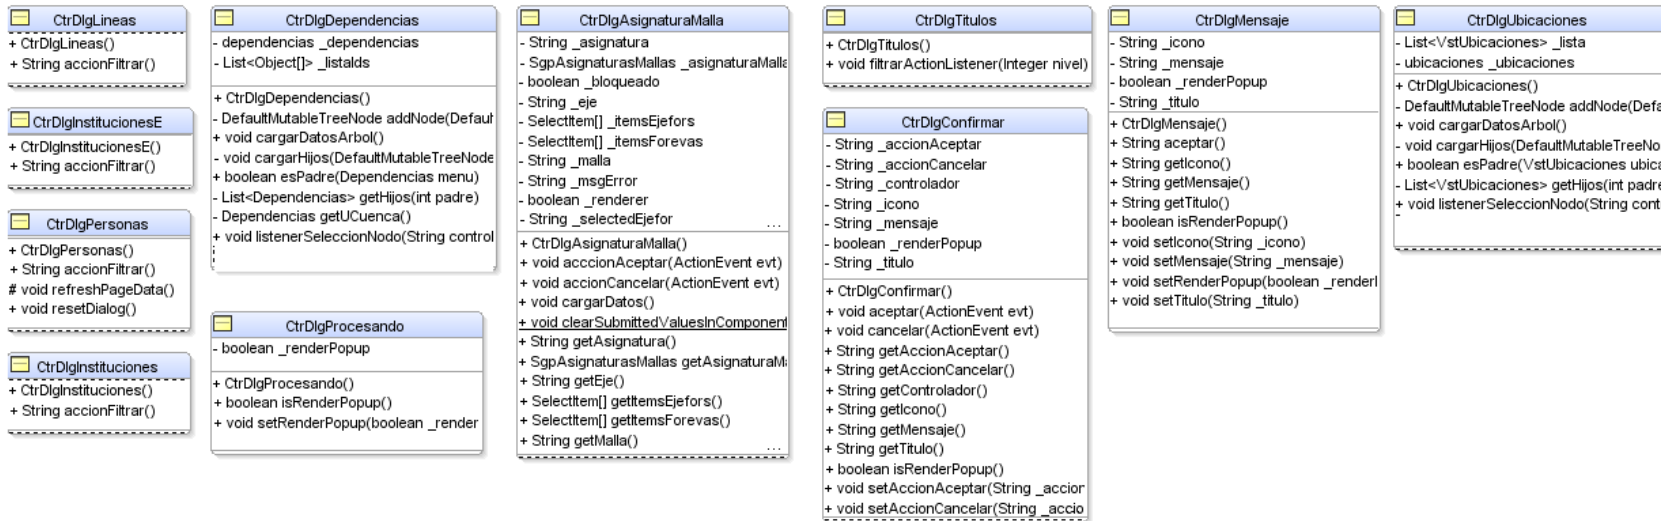 CtrDlgLineas
+ CtrDlgLineas()
+ String accionFiltrar()
CtrDlgInstitucionesE
+ CtrDlgInstitucionesE()
+ String accionFiltrar()
CtrDlgPersonas
+ CtrDlgPersonas()
+ String accionFiltrar()
# void refreshPageData()
+ void resetDialog()
CtrDlgInstituciones
+ CtrDlgInstituciones()
+ String accionFiltrar()
CtrDlgDependencias
- dependencias _dependencias
- List<Object[]> _listaIds
+ CtrDlgDependencias()
- DefaultMutableTreeNode addNode(Defaul
+ void cargarDatosArbol()
- void cargarHijos(DefaultMutableTreeNode
+ boolean esPadre(Dependencias menu)
- List<Dependencias> getHijos(int padre)
- Dependencias getUCuenca()
+ void listenerSeleccionNodo(String control
CtrDlgProcesando
- boolean _renderPopup
+ CtrDlgProcesando()
+ boolean isRenderPopup()
+ void setRenderPopup(boolean _render
CtrDlgAsignaturaMalla
- String _asignatura
- SgpAsignaturasMallas _asignaturaMalla
- boolean _bloqueado
- String _eje
- SelectItem[] _itemsEjefors
- SelectItem[] _itemsForevas
- String _malla
- String _msgError
- boolean _renderer
- String _selectedEjefor
...
+ CtrDlgAsignaturaMalla()
+ void acccionAceptar(ActionEvent evt)
+ void accionCancelar(ActionEvent evt)
+ void cargarDatos()
+ void clearSubmittedValuesInComponent
+ String getAsignatura()
+ SgpAsignaturasMallas getAsignaturaMa
+ String getEje()
+ SelectItem[] getItemsEjefors()
+ SelectItem[] getItemsForevas()
+ String getMalla()
...
CtrDlgTitulos
+ CtrDlgTitulos()
+ void filtrarActionListener(Integer nivel)
CtrDlgConfirmar
- String _accionAceptar
- String _accionCancelar
- String _controlador
- String _icono
- String _mensaje
- boolean _renderPopup
- String _titulo
+ CtrDlgConfirmar()
+ void aceptar(ActionEvent evt)
+ void cancelar(ActionEvent evt)
+ String getAccionAceptar()
+ String getAccionCancelar()
+ String getControlador()
+ String getIcono()
+ String getMensaje()
+ String getTitulo()
+ boolean isRenderPopup()
+ void setAccionAceptar(String _accion
+ void setAccionCancelar(String _accio
CtrDlgMensaje
- String _icono
- String _mensaje
- boolean _renderPopup
- String _titulo
+ CtrDlgMensaje()
+ String aceptar()
+ String getIcono()
+ String getMensaje()
+ String getTitulo()
+ boolean isRenderPopup()
+ void setIcono(String _icono)
+ void setMensaje(String _mensaje)
+ void setRenderPopup(boolean _renderP
+ void setTitulo(String _titulo)
CtrDlgUbicaciones
- List<VstUbicaciones> _lista
- ubicaciones _ubicaciones
+ CtrDlgUbicaciones()
- DefaultMutableTreeNode addNode(Defa
+ void cargarDatosArbol()
- void cargarHijos(DefaultMutableTreeNo
+ boolean esPadre(VstUbicaciones ubica
- List<VstUbicaciones> getHijos(int padre
+ void listenerSeleccionNodo(String cont